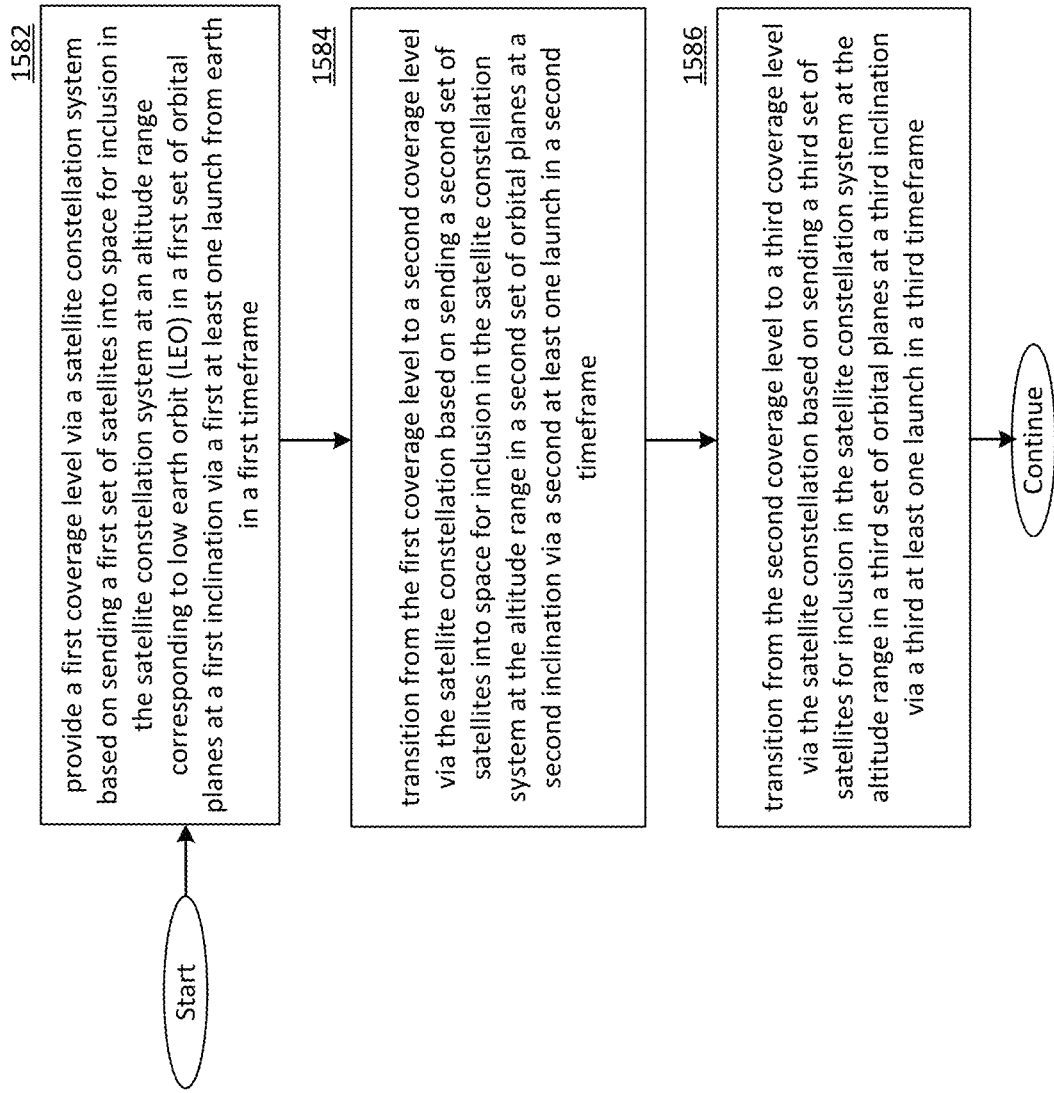 Start
1582
provide a first coverage level via a satellite constellation system
based on sending a first set of satellites into space for inclusion in
the satellite constellation system at an altitude range
corresponding to low earth orbit (LEO) in a first set of orbital
planes at a first inclination via a first at least one launch from earth
in a first timeframe
1584
transition from the first coverage level to a second coverage level
via the satellite constellation based on sending a second set of
satellites into space for inclusion in the satellite constellation
system at the altitude range in a second set of orbital planes at a
second inclination via a second at least one launch in a second
timeframe
1586
transition from the second coverage level to a third coverage level
via the satellite constellation based on sending a third set of
satellites for inclusion in the satellite constellation system at the
altitude range in a third set of orbital planes at a third inclination
via a third at least one launch in a third timeframe
Continue